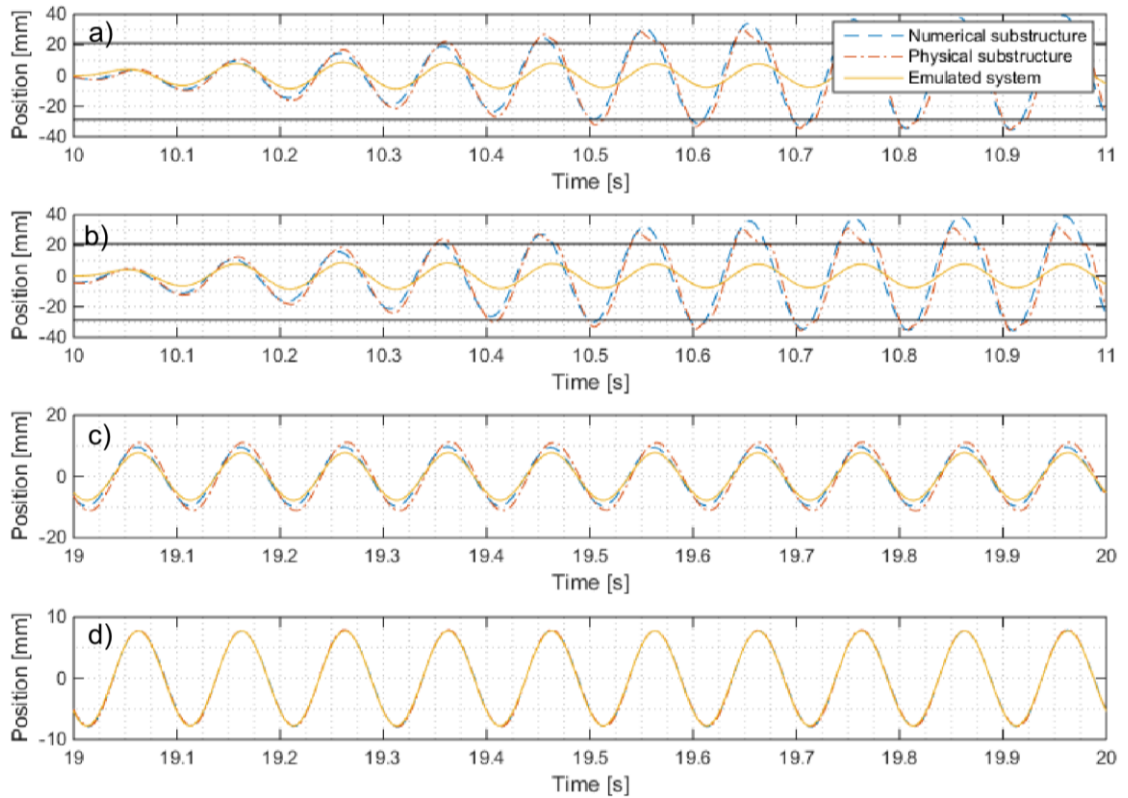 a)
Position [mm]
40
20
0
-20
-40
10 10.1 10.2 10.3 10.4 10.5 10.6 10.7 10.8 10.9 11
Time [s]
Numerical substructure
Physical substructure
Emulated system
b)
Position [mm]
40
20
0
-20
-40
10 10.1 10.2 10.3 10.4 10.5 10.6 10.7 10.8 10.9 11
Time [s]
c)
Position [mm]
20
0
-20
19 19.1 19.2 19.3 19.4 19.5 19.6 19.7 19.8 19.9 20
Time [s]
d)
Position [mm]
10
0
-10
19 19.1 19.2 19.3 19.4 19.5 19.6 19.7 19.8 19.9 20
Time [s]